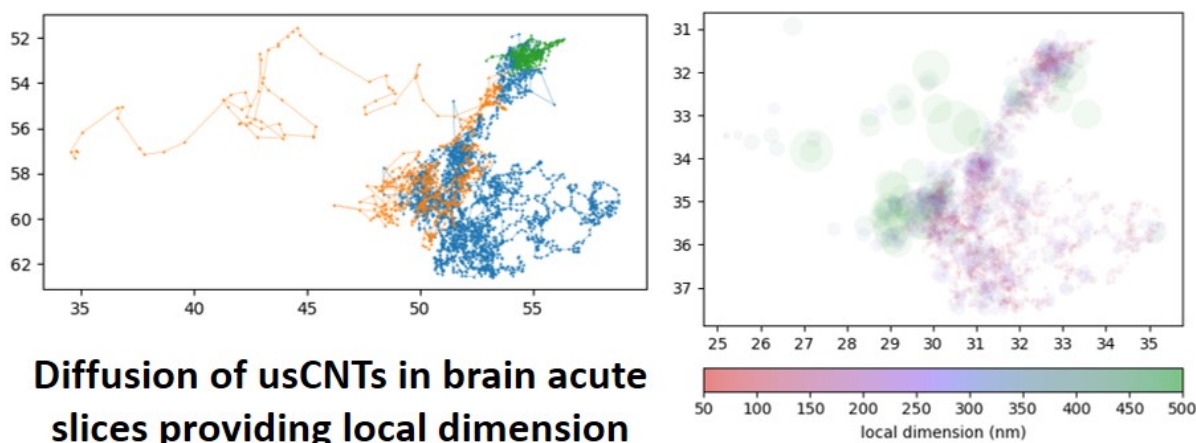 52
54
56
58
60
62
35 40 45 50 55
31
32
33
34
35
36
37
25 26 27 28 29 30 31 32 33 34 35
50 100 150 200 250 300 350 400 450 500
local dimension (nm)
Diffusion of usCNTs in brain acute
slices providing local dimension